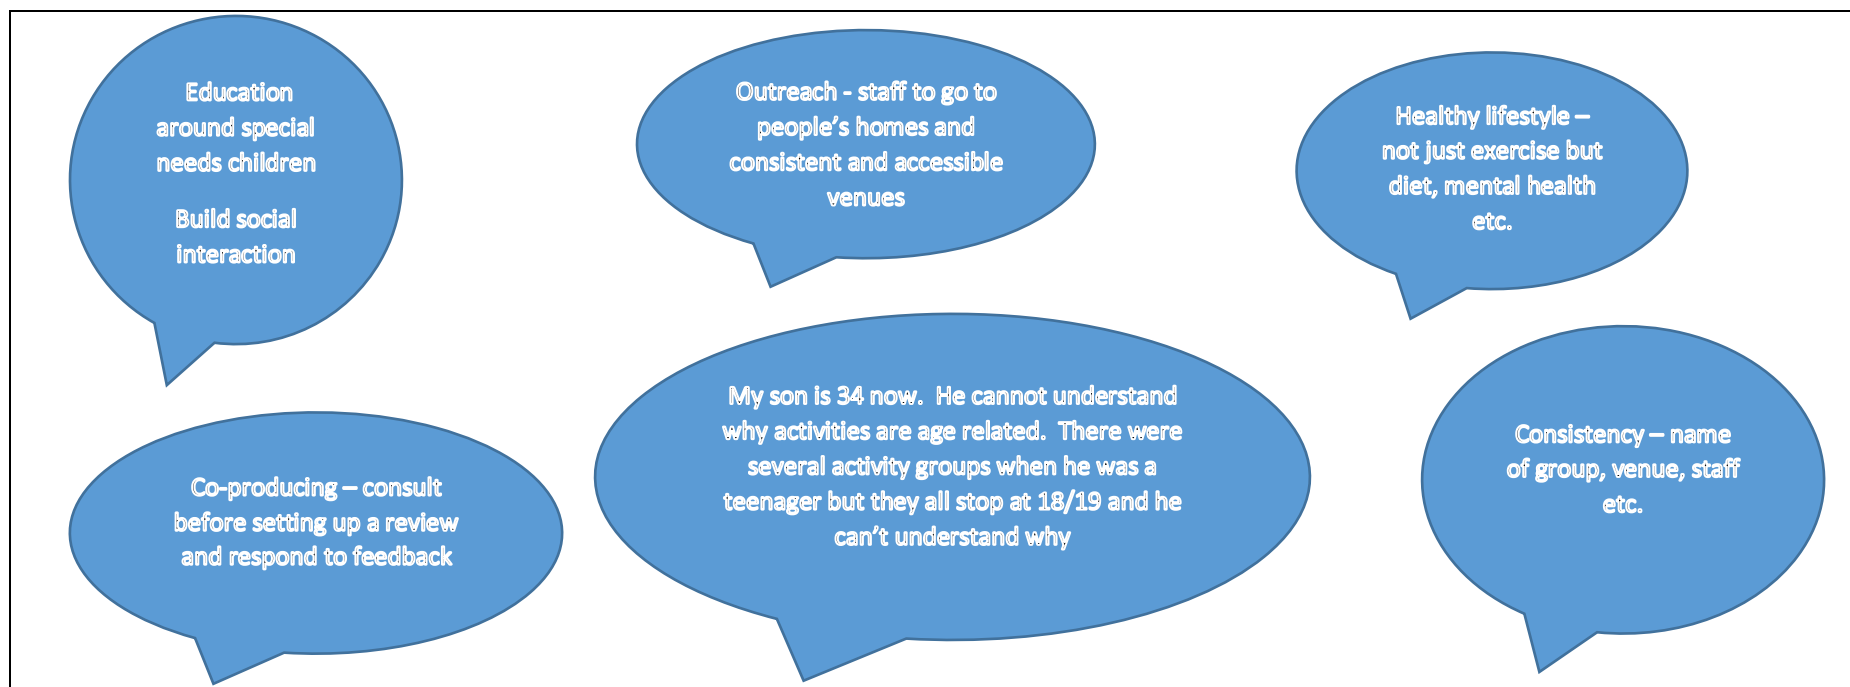 Education
around special
needs children
Build social
interaction
Outreach - staff to go to
people's homes and
consistent and accessible
venues
Healthy lifestyle –
not just exercise but
diet, mental health
etc.
Co-producing – consult
before setting up a review
and respond to feedback
My son is 34 now.  He cannot understand
why activities are age related.  There were
several activity groups when he was a
teenager but they all stop at 18/19 and he
can't understand why
Consistency – name
of group, venue, staff
etc.